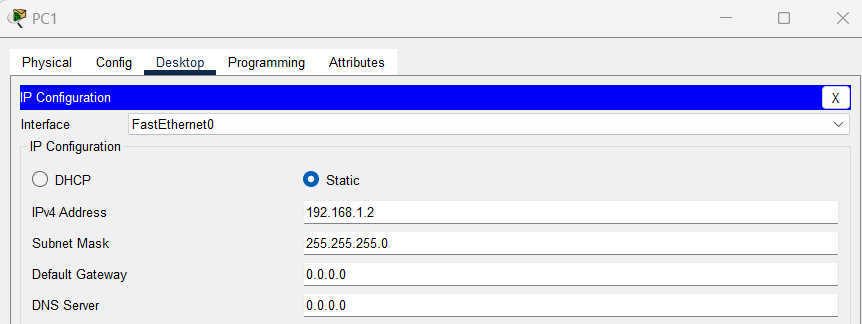 PC1
Physical Config Desktop Programming Attributes
IP Configuration X
Interface FastEthernet0
IP Configuration
DHCP Static
IPv4 Address 192.168.1.2
Subnet Mask 255.255.255.0
Default Gateway 0.0.0.0
DNS Server 0.0.0.0